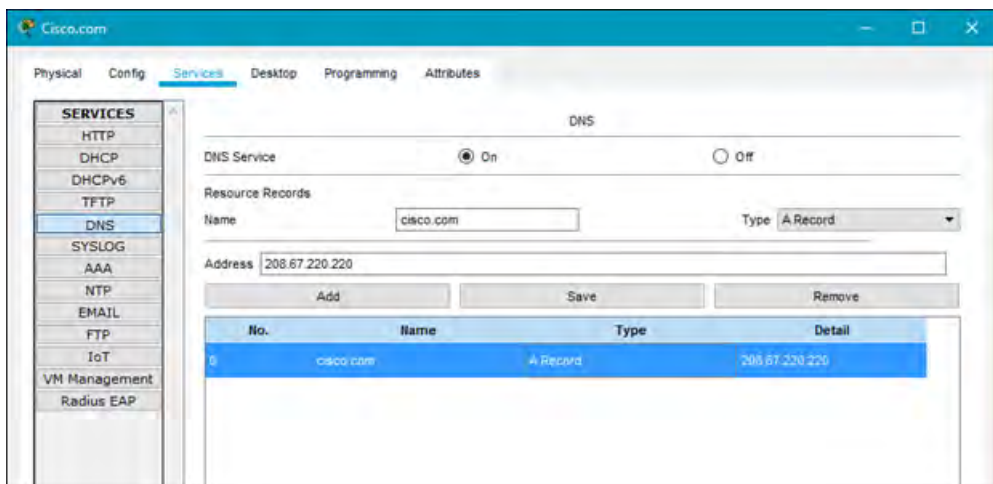 Cisco.com
Physical Config Services Desktop Programming Attributes
SERVICES
HTTP
DHCP
DHCPv6
TFTP
DNS
SYSLOG
AAA
NTP
EMAIL
FTP
IoT
VM Management
Radius EAP
DNS
DNS Service On Off
Resource Records
Name cisco.com Type A Record
Address 208.67.220.220
Add Save Remove
No. Name Type Detail
0 cisco.com A Record 208.67.220.220